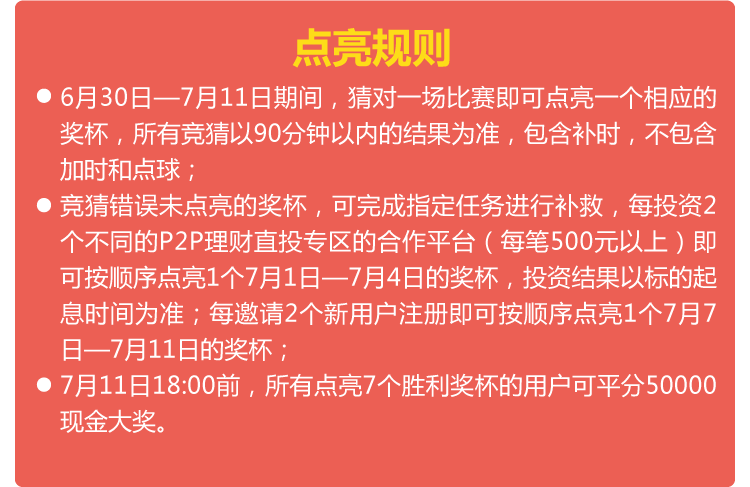 点亮规则
● 6月30日—7月11日期间，猜对一场比赛即可点亮一个相应的
奖杯，所有竞猜以90分钟以内的结果为准，包含补时，不包含
加时和点球；
● 竞猜错误未点亮的奖杯，可完成指定任务进行补救，每投资2
个不同的P2P理财直投专区的合作平台（每笔500元以上）即
可按顺序点亮1个7月1日—7月4日的奖杯，投资结果以标的起
息时间为准；每邀请2个新用户注册即可按顺序点亮1个7月7
日—7月11日的奖杯；
● 7月11日18:00前，所有点亮7个胜利奖杯的用户可平分50000
现金大奖。